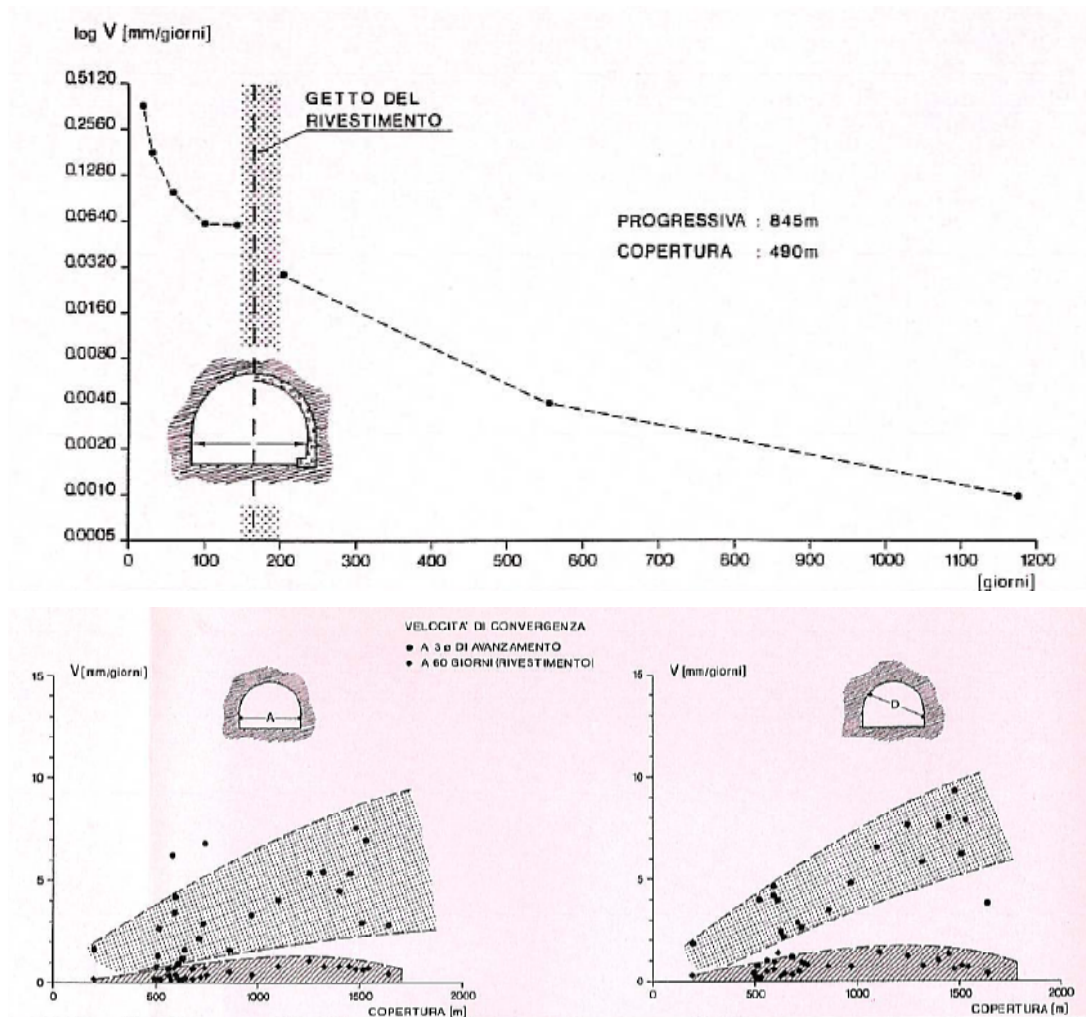 log V [mm/giorni]
0.5120
0.2560
0.1280
0.0640
0.0320
0.0160
0.0080
0.0040
0.0020
0.0010
0.0005
GETTO DEL
RIVESTIMENTO
PROGRESSIVA : 845m
COPERTURA : 490m
0 100 200 300 400 500 600 700 800 900 1000 1100 1200
[giorni]
VELOCITA' DI CONVERGENZA
● A 3 ø DI AVANZAMENTO
◆ A 60 GIORNI (RIVESTIMENTO)
V [mm/giorni]
15
10
5
0
A
0 500 1000 1500 2000
COPERTURA [m]
V [mm/giorni]
15
10
5
0
D
0 500 1000 1500 2000
COPERTURA [m]